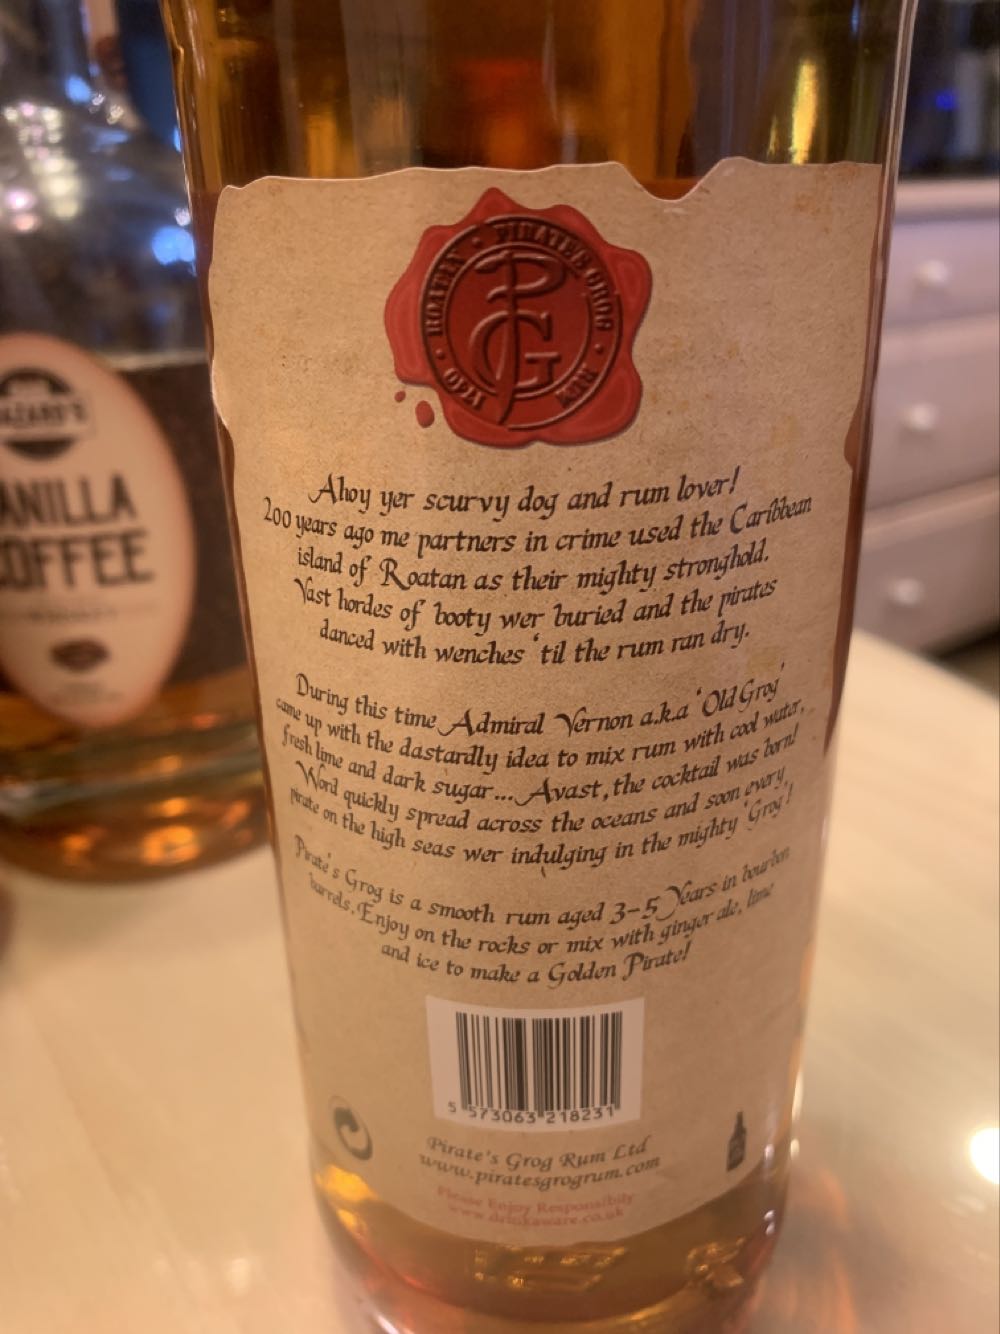 PIRATE'S GROG
ROATAN
RUM
PG
Ahoy yer scurvy dog and rum lover!
200 years ago me partners in crime used the Caribbean
island of Roatan as their mighty stronghold.
Vast hordes of booty wer buried and the pirates
danced with wenches 'til the rum ran dry.
During this time Admiral Vernon a.k.a 'Old Grog'
came up with the dastardly idea to mix rum with cool water,
fresh lime and dark sugar... Avast, the cocktail was born!
Word quickly spread across the oceans and soon every
pirate on the high seas wer indulging in the mighty 'Grog'!
Pirate's Grog is a smooth rum aged 3-5 Years in bourbon
barrels. Enjoy on the rocks or mix with ginger ale, lime
and ice to make a Golden Pirate!
5 573063 218231
Pirate's Grog Rum Ltd
www.piratesgrogrum.com
Please Enjoy Responsibily
www.drinkaware.co.uk
AZARD'S
ANILLA
OFFEE